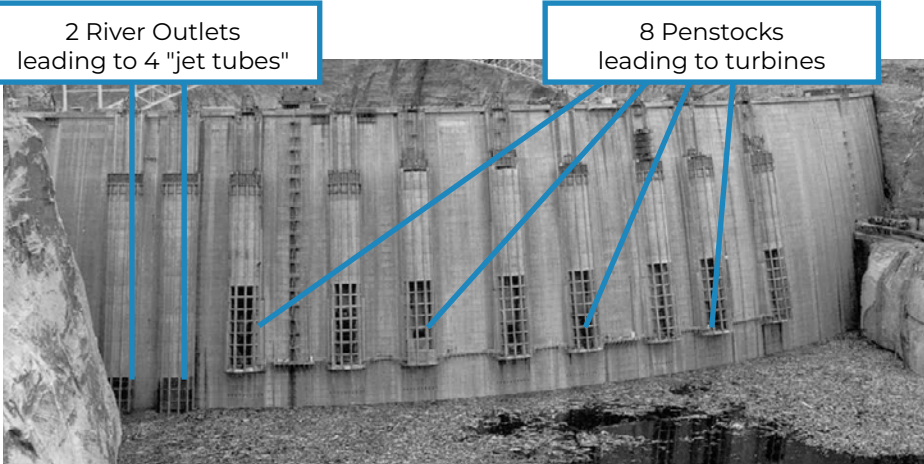 2 River Outlets
leading to 4 "jet tubes"
8 Penstocks
leading to turbines